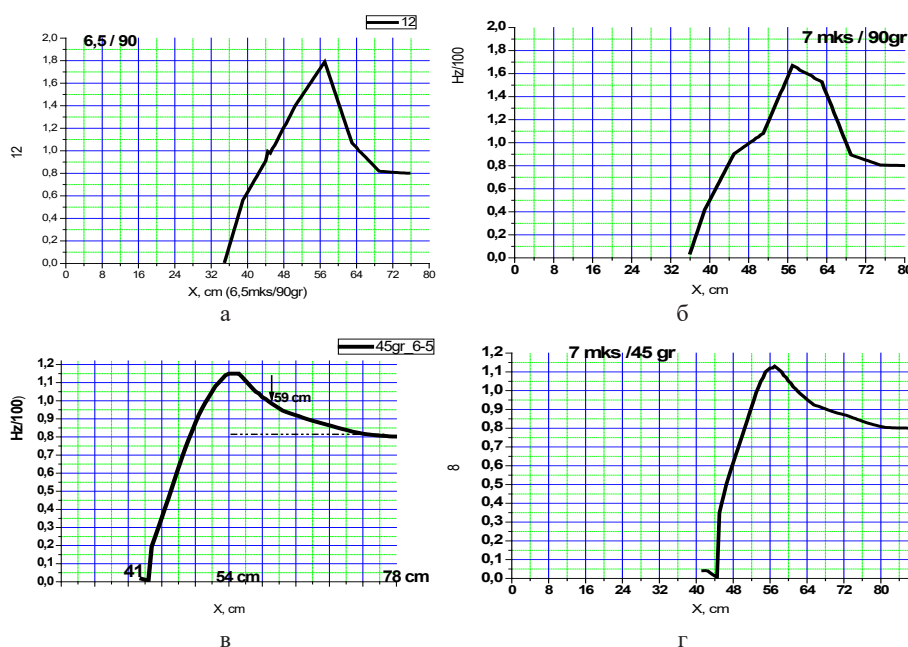 12
6,5 / 90
2,0
1,8
1,6
1,4
1,2
1,0
0,8
0,6
0,4
0,2
0,0
12
0 8 16 24 32 40 48 56 64 72 80
X, cm (6,5mks/90gr)
а
7 mks / 90gr
Hz/100
2,0
1,8
1,6
1,4
1,2
1,0
0,8
0,6
0,4
0,2
0,0
0 8 16 24 32 40 48 56 64 72 80
X, cm
б
45gr_6-5
Hz/100)
1,2
1,1
1,0
0,9
0,8
0,7
0,6
0,5
0,4
0,3
0,2
0,1
0,0
59 cm
41
54 cm
78 cm
X, cm
в
7 mks /45 gr
8
1,2
1,1
1,0
0,9
0,8
0,7
0,6
0,5
0,4
0,3
0,2
0,1
0,0
0 8 16 24 32 40 48 56 64 72 80
X, cm
г